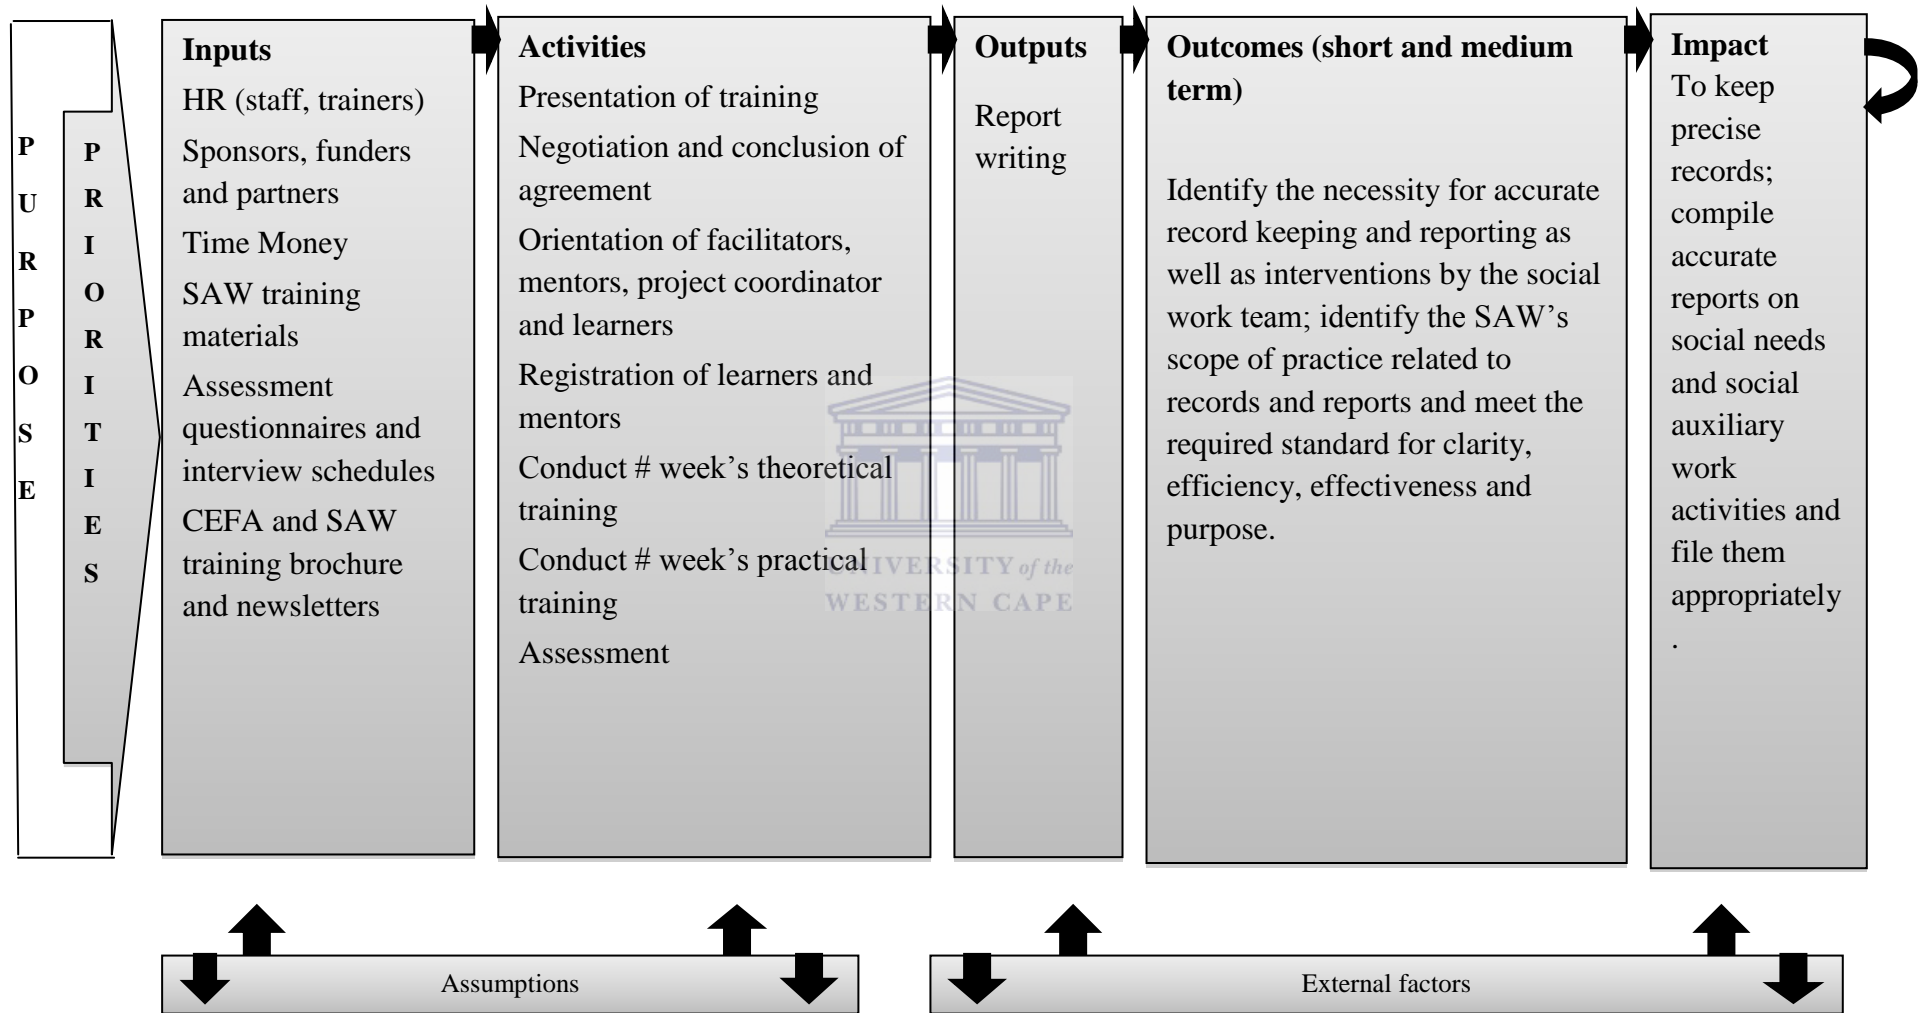 PURPOSE
PRIORITIES
Inputs
HR (staff, trainers)
Sponsors, funders
and partners
Time Money
SAW training
materials
Assessment
questionnaires and
interview schedules
CEFA and SAW
training brochure
and newsletters
Activities
Presentation of training
Negotiation and conclusion of
agreement
Orientation of facilitators,
mentors, project coordinator
and learners
Registration of learners and
mentors
Conduct # week’s theoretical
training
Conduct # week’s practical
training
Assessment
Outputs
Report
writing
Outcomes (short and medium
term)
Identify the necessity for accurate
record keeping and reporting as
well as interventions by the social
work team; identify the SAW’s
scope of practice related to
records and reports and meet the
required standard for clarity,
efficiency, effectiveness and
purpose.
Impact
To keep
precise
records;
compile
accurate
reports on
social needs
and social
auxiliary
work
activities and
file them
appropriately
.
UNIVERSITY of the
WESTERN CAPE
Assumptions
External factors